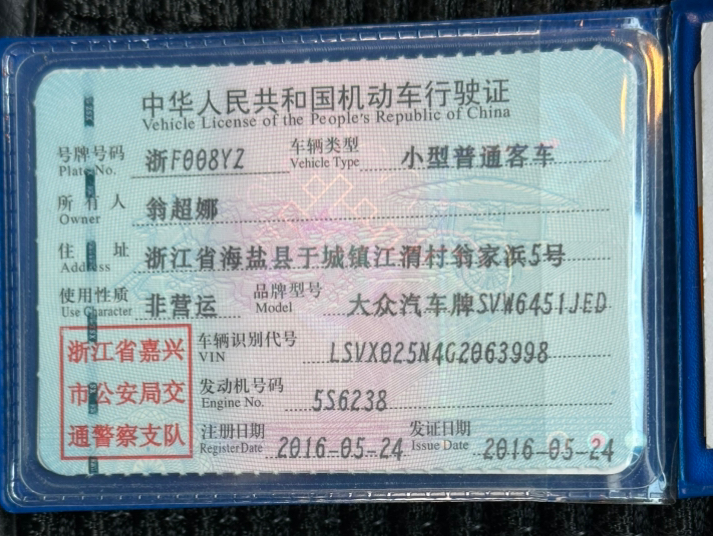 中华人民共和国机动车行驶证
Vehicle License of the People's Republic of China
号牌号码 浙F008YZ 车辆类型 小型普通客车
Plate No. Vehicle Type
所有人 翁超娜
Owner
住址 浙江省海盐县于城镇江渭村翁家浜5号
Address
使用性质 非营运 品牌型号 大众汽车牌SVW6451JED
Use Character Model
浙江省嘉兴
市公安局交
通警察支队
车辆识别代号 LSVX025N4G2063998
VIN
发动机号码 5S6238
Engine No.
注册日期 2016-05-24 发证日期 2016-05-24
Register Date Issue Date